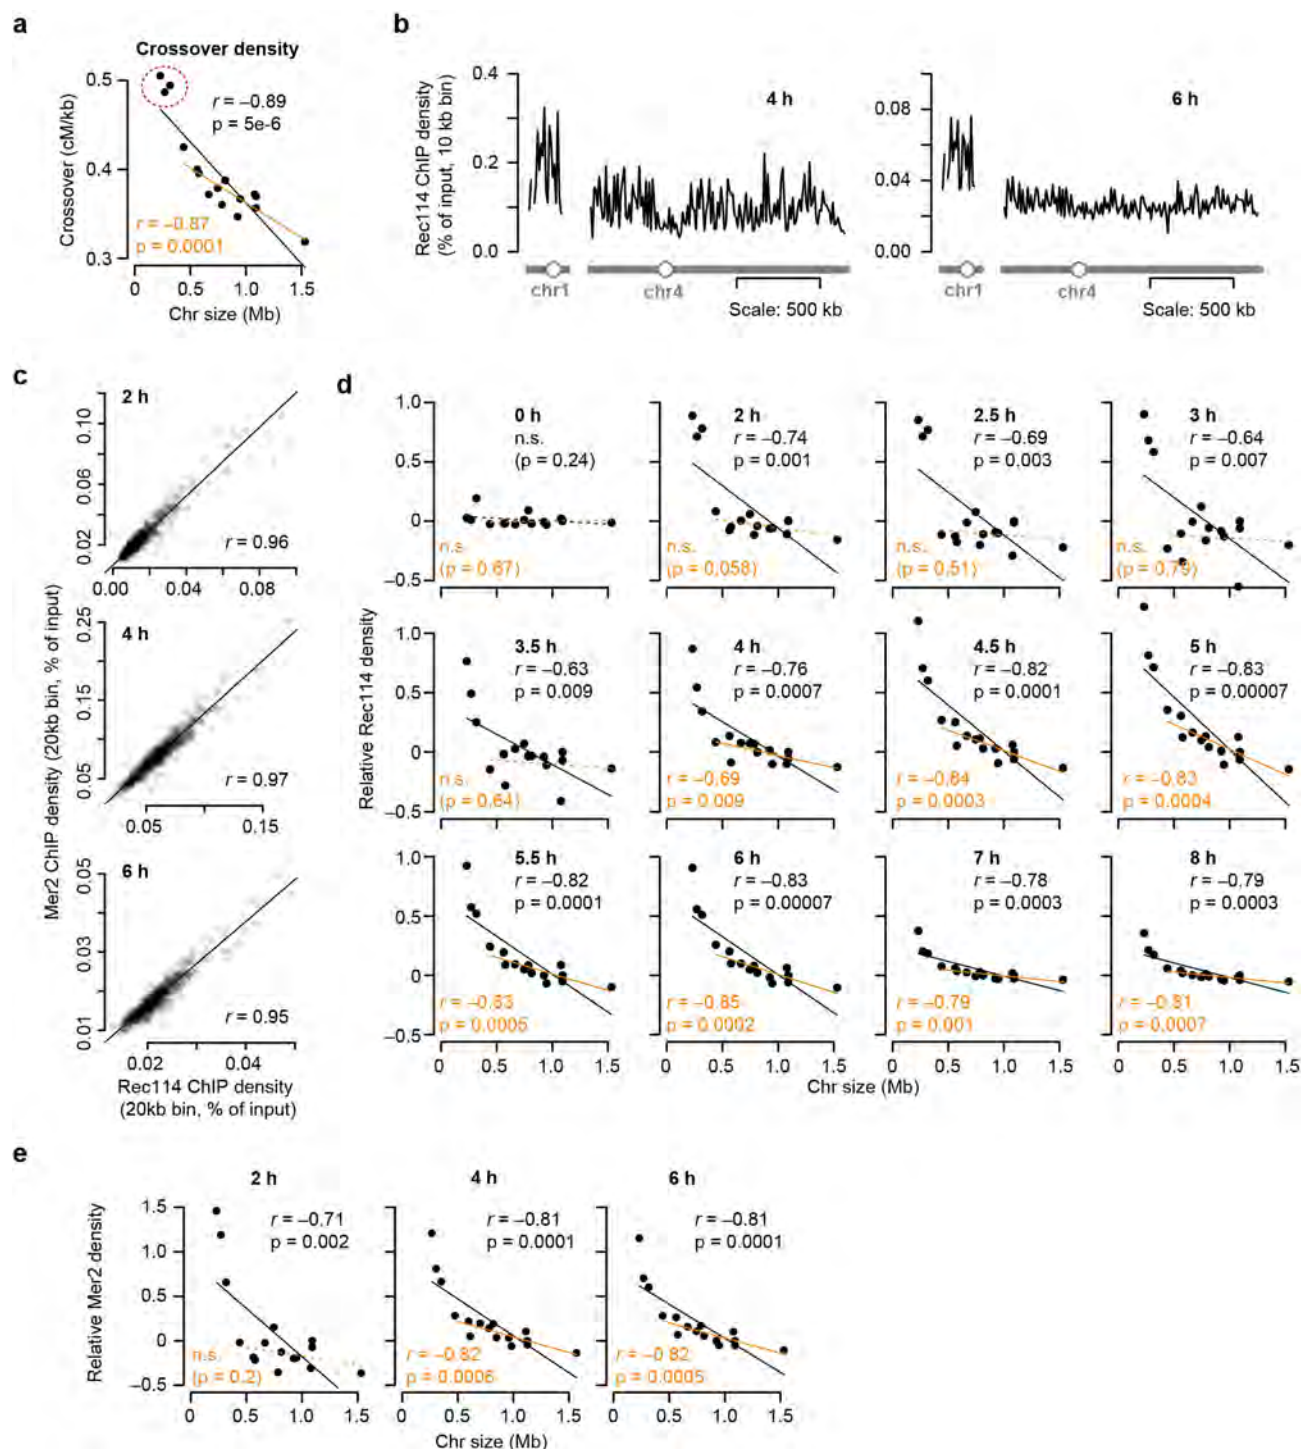 a
Crossover density
Crossover (cM/kb)
0.5
0.4
0.3
r = –0.89
p = 5e-6
r = –0.87
p = 0.0001
0 0.5 1.0 1.5
Chr size (Mb)
b
Rec114 ChIP density
(% of input, 10 kb bin)
0.4
0.2
0.0
4 h
chr1
chr4
Scale: 500 kb
0.08
0.04
0.00
6 h
chr1
chr4
Scale: 500 kb
c
Mer2 ChIP density (20kb bin, % of input)
2 h
0.10
0.06
0.02
r = 0.96
0.00 0.04 0.08
4 h
0.25
0.15
0.05
r = 0.97
0.05 0.15
6 h
0.05
0.03
0.01
r = 0.95
0.02 0.04
Rec114 ChIP density
(20kb bin, % of input)
d
Relative Rec114 density
1.0
0.5
0
–0.5
0 h
n.s.
(p = 0.24)
n.s.
(p = 0.67)
2 h
r = –0.74
p = 0.001
n.s.
(p = 0.058)
2.5 h
r = –0.69
p = 0.003
n.s.
(p = 0.51)
3 h
r = –0.64
p = 0.007
n.s.
(p = 0.79)
1.0
0.5
0
–0.5
3.5 h
r = –0.63
p = 0.009
n.s.
(p = 0.64)
4 h
r = –0.76
p = 0.0007
r = –0.69
p = 0.009
4.5 h
r = –0.82
p = 0.0001
r = –0.84
p = 0.0003
5 h
r = –0.83
p = 0.00007
r = –0.83
p = 0.0004
1.0
0.5
0
–0.5
5.5 h
r = –0.82
p = 0.0001
r = –0.83
p = 0.0005
6 h
r = –0.83
p = 0.00007
r = –0.85
p = 0.0002
7 h
r = –0.78
p = 0.0003
r = –0.79
p = 0.001
8 h
r = –0.79
p = 0.0003
r = –0.81
p = 0.0007
0 0.5 1.0 1.5
0 0.5 1.0 1.5
0 0.5 1.0 1.5
0 0.5 1.0 1.5
Chr size (Mb)
e
Relative Mer2 density
1.5
1.0
0.5
0
–0.5
2 h
r = –0.71
p = 0.002
n.s.
(p = 0.2)
4 h
r = –0.81
p = 0.0001
r = –0.82
p = 0.0006
6 h
r = –0.81
p = 0.0001
r = –0.82
p = 0.0005
0 0.5 1.0 1.5
0 0.5 1.0 1.5
0 0.5 1.0 1.5
Chr size (Mb)